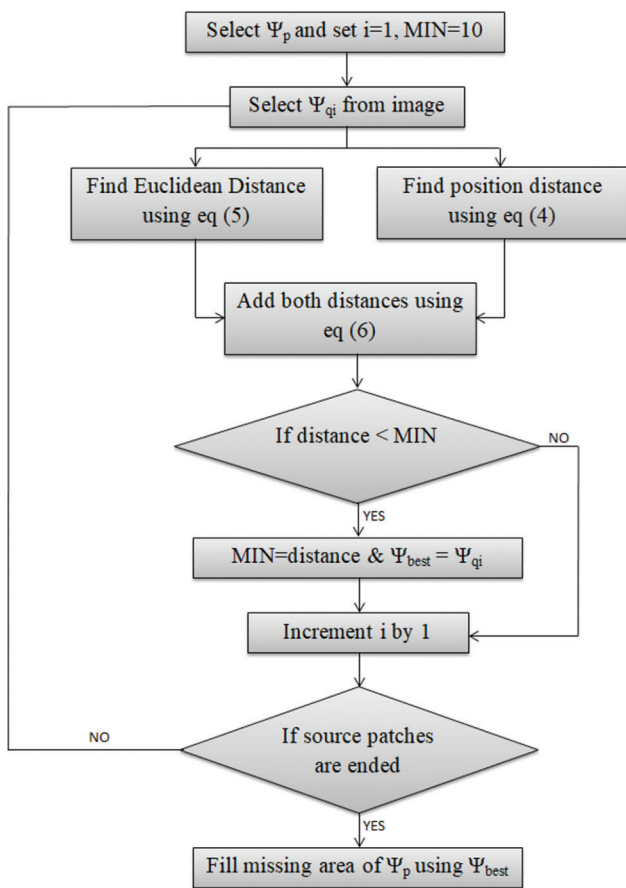 Select Ψp and set i=1, MIN=10
Select Ψqi from image
Find Euclidean Distance
using eq (5)
Find position distance
using eq (4)
Add both distances using
eq (6)
If distance < MIN
NO
YES
MIN=distance & Ψbest = Ψqi
Increment i by 1
If source patches
are ended
NO
YES
Fill missing area of Ψp using Ψbest